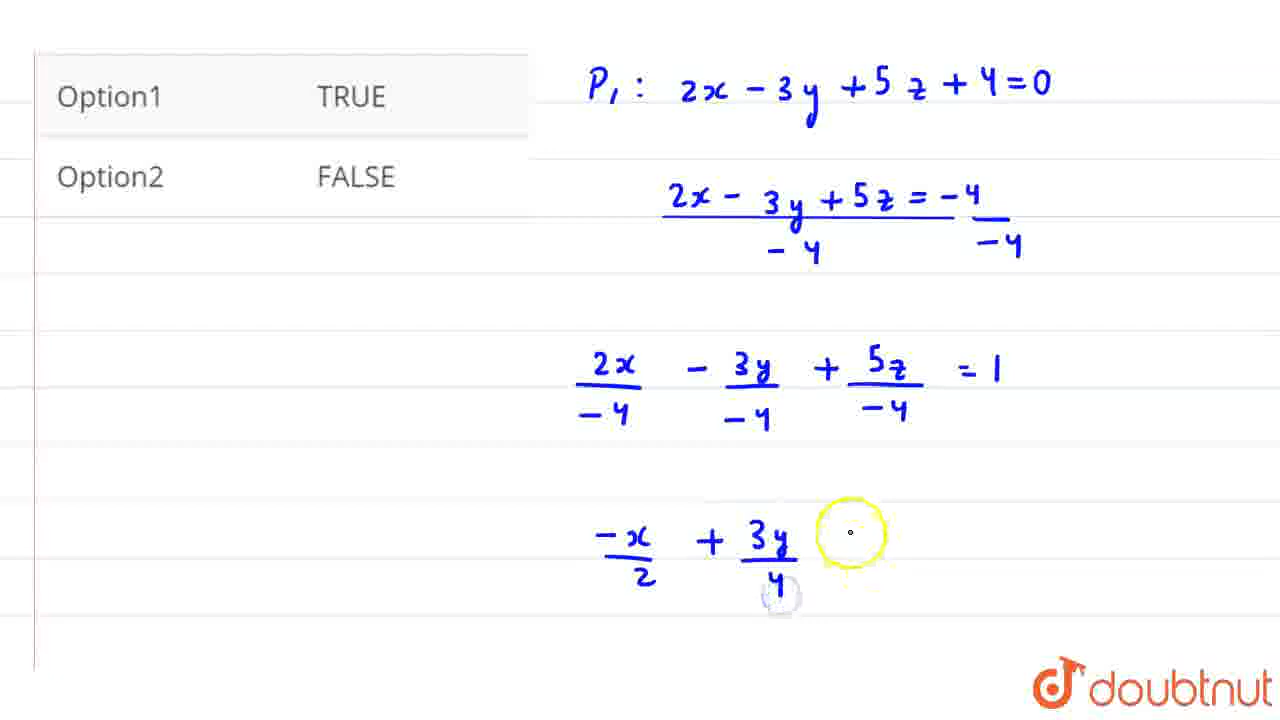 Option1 TRUE
Option2 FALSE
P₁ : 2x - 3y + 5z + 4 = 0
2x - 3y + 5z = -4
-4 -4
2x - 3y + 5z = 1
-4 -4 -4
-x + 3y
2 4
doubtnut